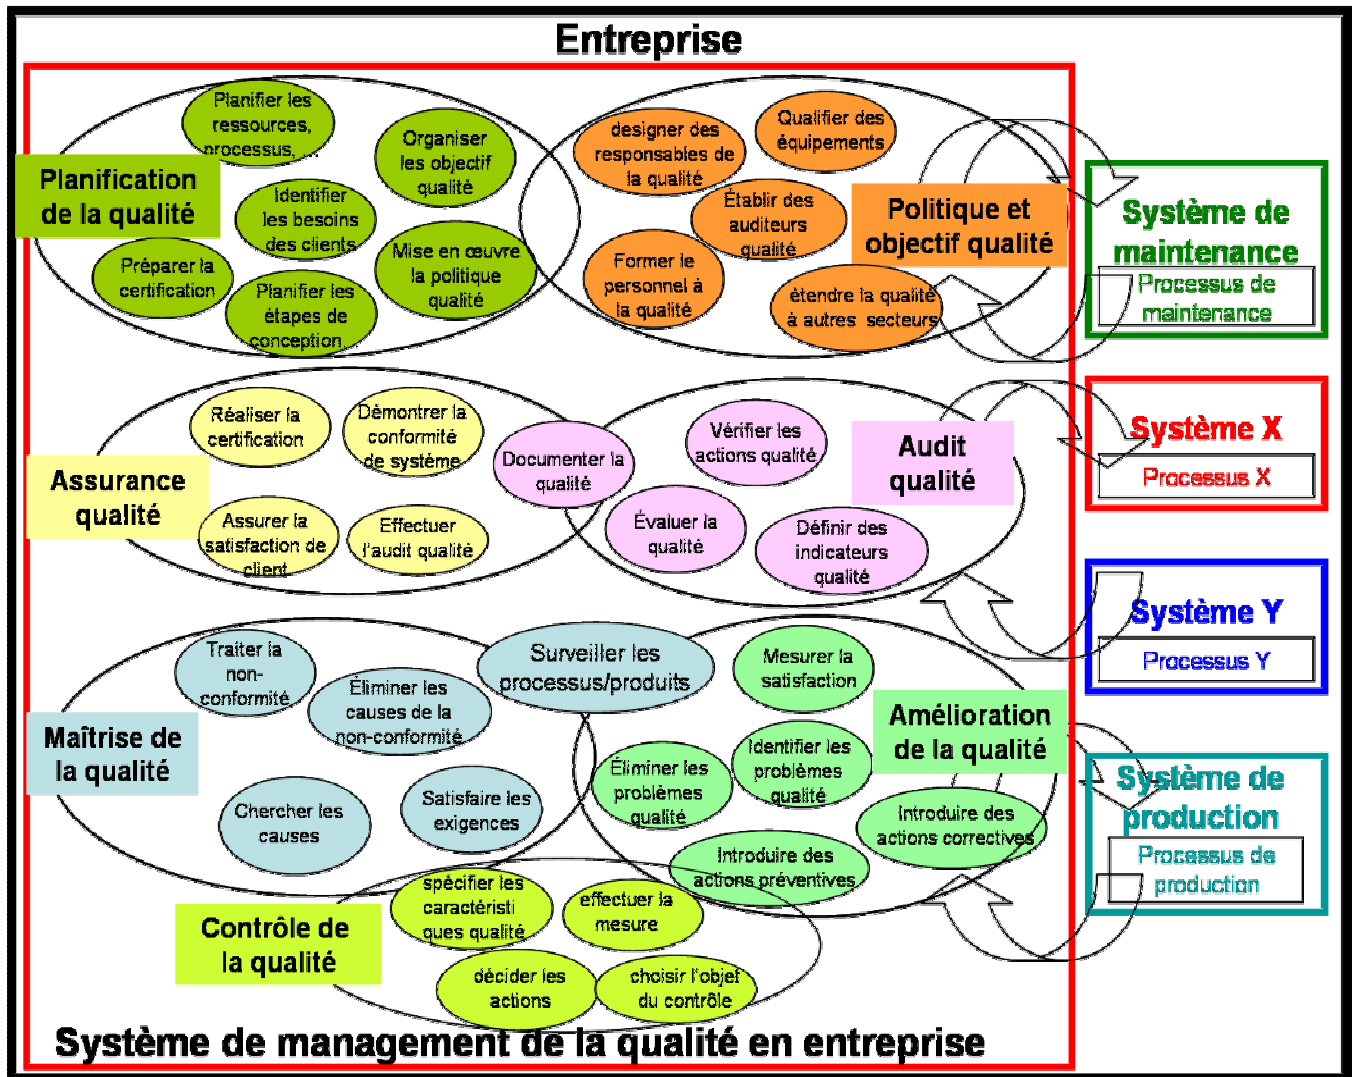 Entreprise
Planifier les
ressources,
processus, ...
Organiser
les objectif
qualité
Planification
de la qualité
Identifier
les besoins
des clients
Mise en œuvre
la politique
qualité
Préparer la
certification
Planifier les
étapes de
conception
designer des
responsables de
la qualité
Qualifier des
équipements
Établir des
auditeurs
qualité
Politique et
objectif qualité
Former le
personnel à
la qualité
étendre la qualité
à autres secteurs
Système de
maintenance
Processus de
maintenance
Réaliser la
certification
Démontrer la
conformité
de système
Assurance
qualité
Documenter la
qualité
Assurer la
satisfaction de
client
Effectuer
l'audit qualité
Vérifier les
actions qualité
Audit
qualité
Évaluer la
qualité
Définir des
indicateurs
qualité
Système X
Processus X
Système Y
Processus Y
Traiter la
non-
conformité
Éliminer les
causes de la
non-conformité
Surveiller les
processus/produits
Maîtrise de
la qualité
Chercher les
causes
Satisfaire les
exigences
Mesurer la
satisfaction
Amélioration
de la qualité
Éliminer les
problèmes
qualité
Identifier les
problèmes
qualité
Introduire des
actions correctives
Introduire des
actions préventives
Système de
production
Processus de
production
Contrôle de
la qualité
spécifier les
caractéristi
ques qualité
effectuer la
mesure
décider les
actions
choisir l'objet
du contrôle
Système de management de la qualité en entreprise